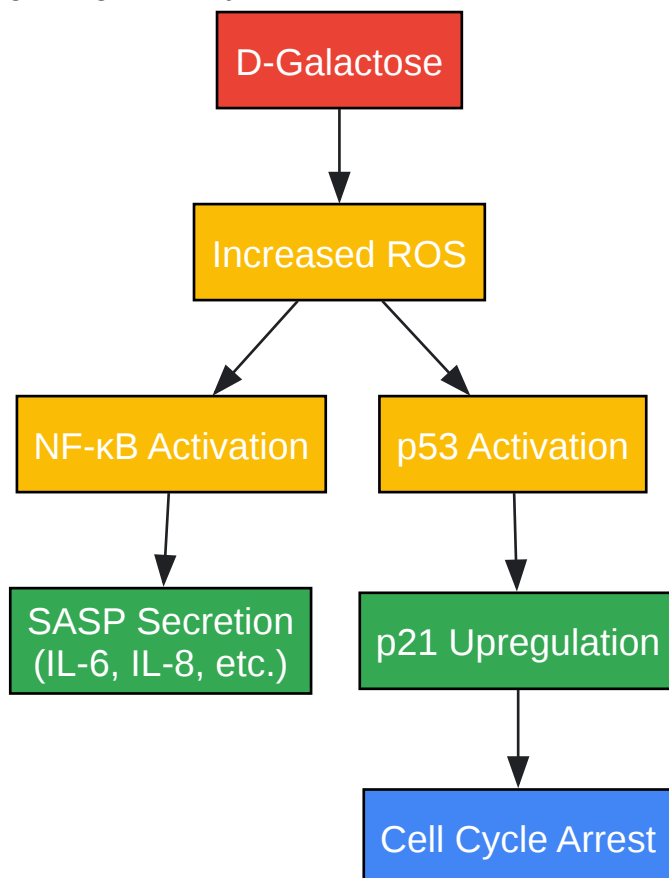 D-Galactose
Increased ROS
NF-κB Activation
p53 Activation
SASP Secretion
(IL-6, IL-8, etc.)
p21 Upregulation
Cell Cycle Arrest